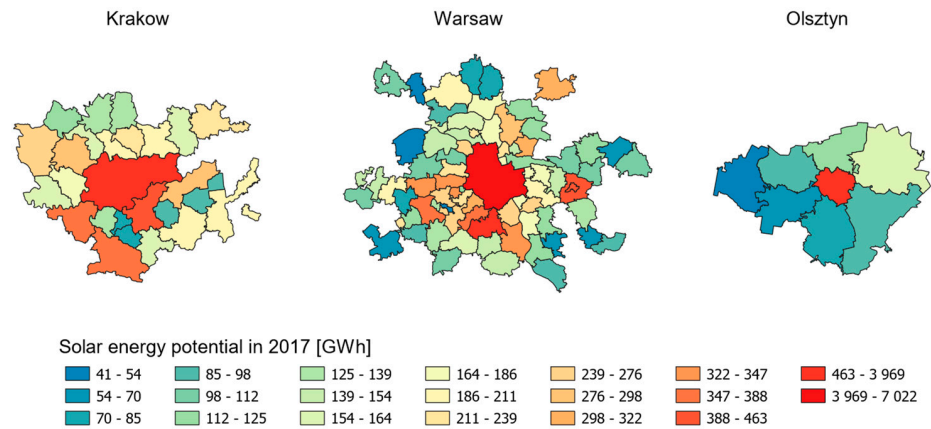 Krakow Warsaw Olsztyn
Solar energy potential in 2017 [GWh]
41 - 54 85 - 98 125 - 139 164 - 186 239 - 276 322 - 347 463 - 3 969
54 - 70 98 - 112 139 - 154 186 - 211 276 - 298 347 - 388 3 969 - 7 022
70 - 85 112 - 125 154 - 164 211 - 239 298 - 322 388 - 463